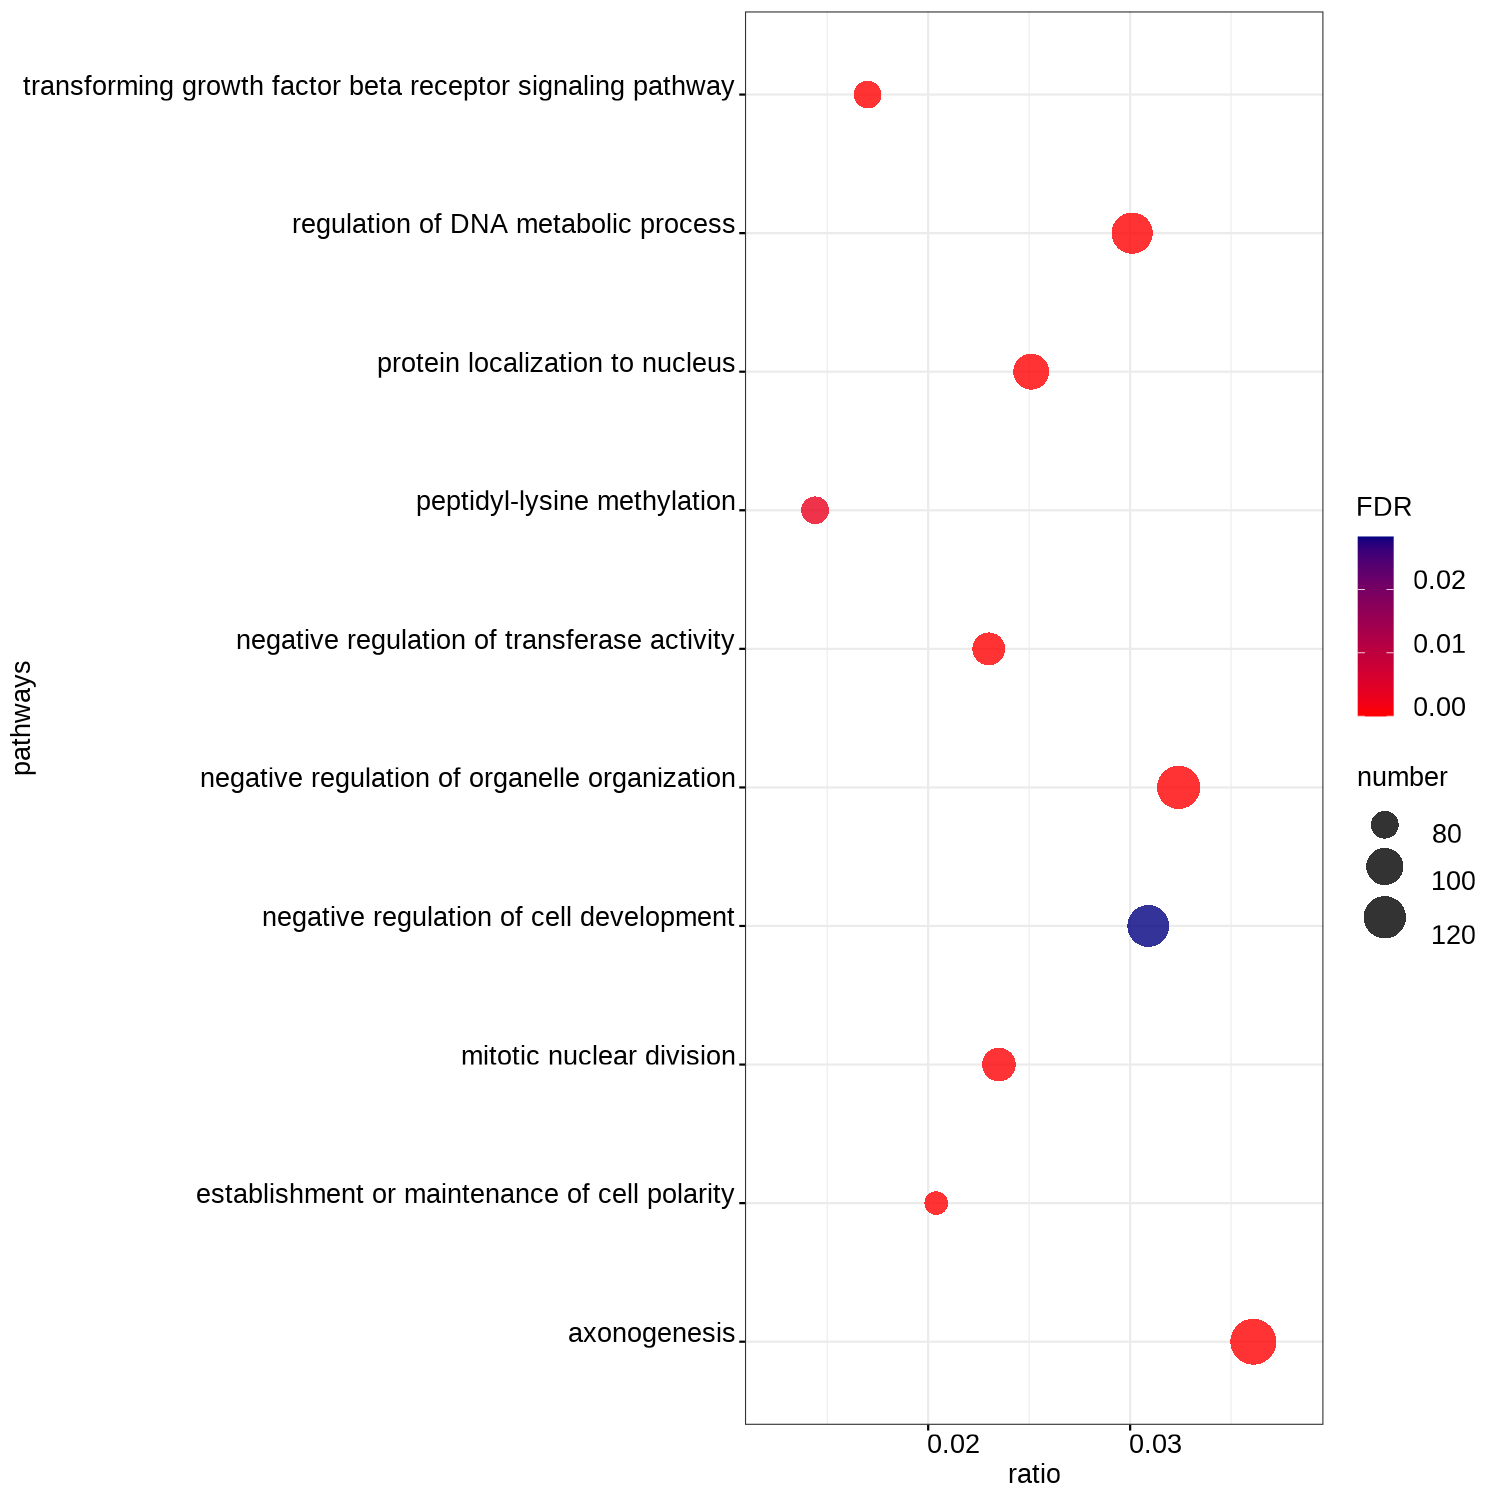 transforming growth factor beta receptor signaling pathway
regulation of DNA metabolic process
protein localization to nucleus
peptidyl-lysine methylation
negative regulation of transferase activity
negative regulation of organelle organization
negative regulation of cell development
mitotic nuclear division
establishment or maintenance of cell polarity
axonogenesis
pathways
0.02
0.03
ratio
FDR
0.02
0.01
0.00
number
80
100
120